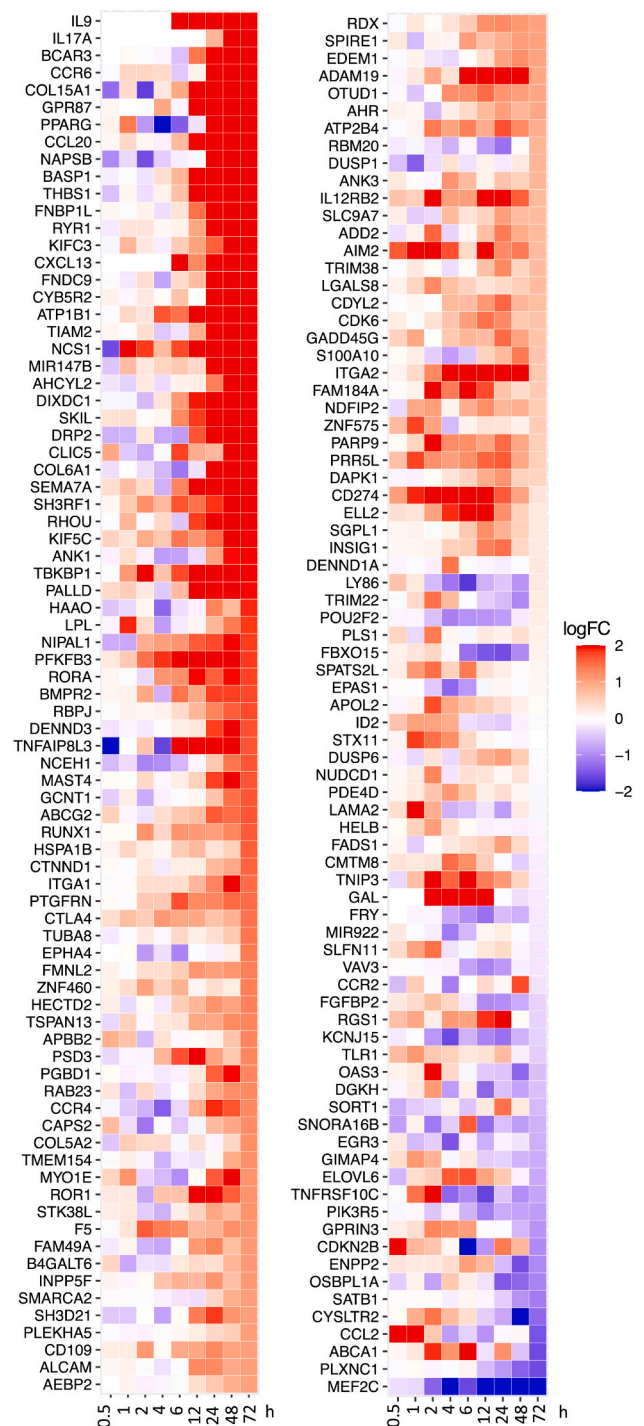 IL9
IL17A
BCAR3
CCR6
COL15A1
GPR87
PPARG
CCL20
NAPSB
BASP1
THBS1
FNBP1L
RYR1
KIFC3
CXCL13
FNDC9
CYB5R2
ATP1B1
TIAM2
NCS1
MIR147B
AHCYL2
DIXDC1
SKIL
DRP2
CLIC5
COL6A1
SEMA7A
SH3RF1
RHOU
KIF5C
ANK1
TBKBP1
PALLD
HAAO
LPL
NIPAL1
PFKFB3
RORA
BMPR2
RBPJ
DENND3
TNFAIP8L3
NCEH1
MAST4
GCNT1
ABCG2
RUNX1
HSPA1B
CTNND1
ITGA1
PTGFRN
CTLA4
TUBA8
EPHA4
FMNL2
ZNF460
HECTD2
TSPAN13
APBB2
PSD3
PGBD1
RAB23
CCR4
CAPS2
COL5A2
TMEM154
MYO1E
ROR1
STK38L
F5
FAM49A
B4GALT6
INPP5F
SMARCA2
SH3D21
PLEKHA5
CD109
ALCAM
AEBP2
0.5 1 2 4 6 12 24 48 72 h
RDX
SPIRE1
EDEM1
ADAM19
OTUD1
AHR
ATP2B4
RBM20
DUSP1
ANK3
IL12RB2
SLC9A7
ADD2
AIM2
TRIM38
LGALS8
CDYL2
CDK6
GADD45G
S100A10
ITGA2
FAM184A
NDFIP2
ZNF575
PARP9
PRR5L
DAPK1
CD274
ELL2
SGPL1
INSIG1
DENND1A
LY86
TRIM22
POU2F2
PLS1
FBXO15
SPATS2L
EPAS1
APOL2
ID2
STX11
DUSP6
NUDCD1
PDE4D
LAMA2
HELB
FADS1
CMTM8
TNIP3
GAL
FRY
MIR922
SLFN11
VAV3
CCR2
FGFBP2
RGS1
KCNJ15
TLR1
OAS3
DGKH
SORT1
SNORA16B
EGR3
GIMAP4
ELOVL6
TNFRSF10C
PIK3R5
GPRIN3
CDKN2B
ENPP2
OSBPL1A
SATB1
CYSLTR2
CCL2
ABCA1
PLXNC1
MEF2C
0.5 1 2 4 6 12 24 48 72 h
logFC
2
1
0
−1
−2